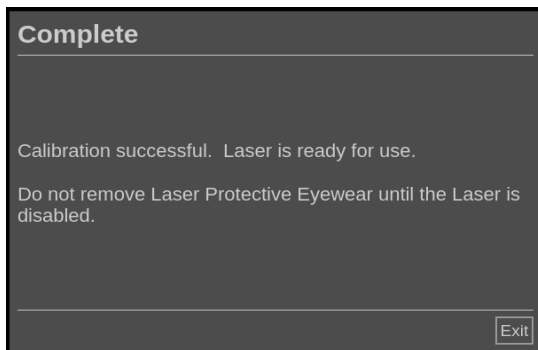 Complete
Calibration successful.  Laser is ready for use.
Do not remove Laser Protective Eyewear until the Laser is
disabled.
Exit